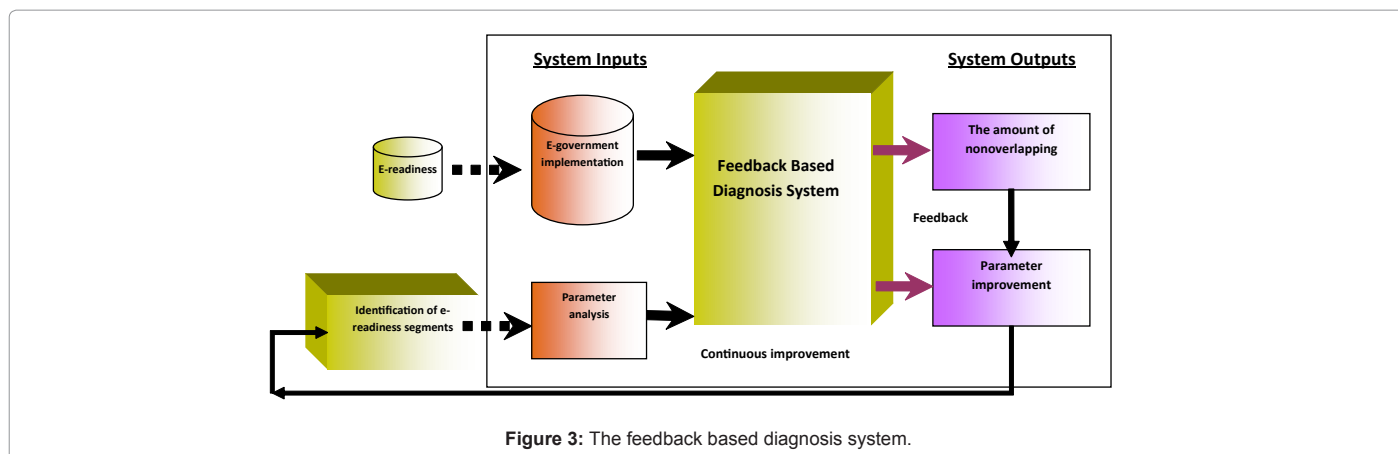 System Inputs
System Outputs
E-readiness
E-government
implementation
Feedback Based
Diagnosis System
The amount of
nonoverlapping
Feedback
Identification of e-
readiness segments
Parameter
analysis
Parameter
improvement
Continuous improvement
Figure 3: The feedback based diagnosis system.